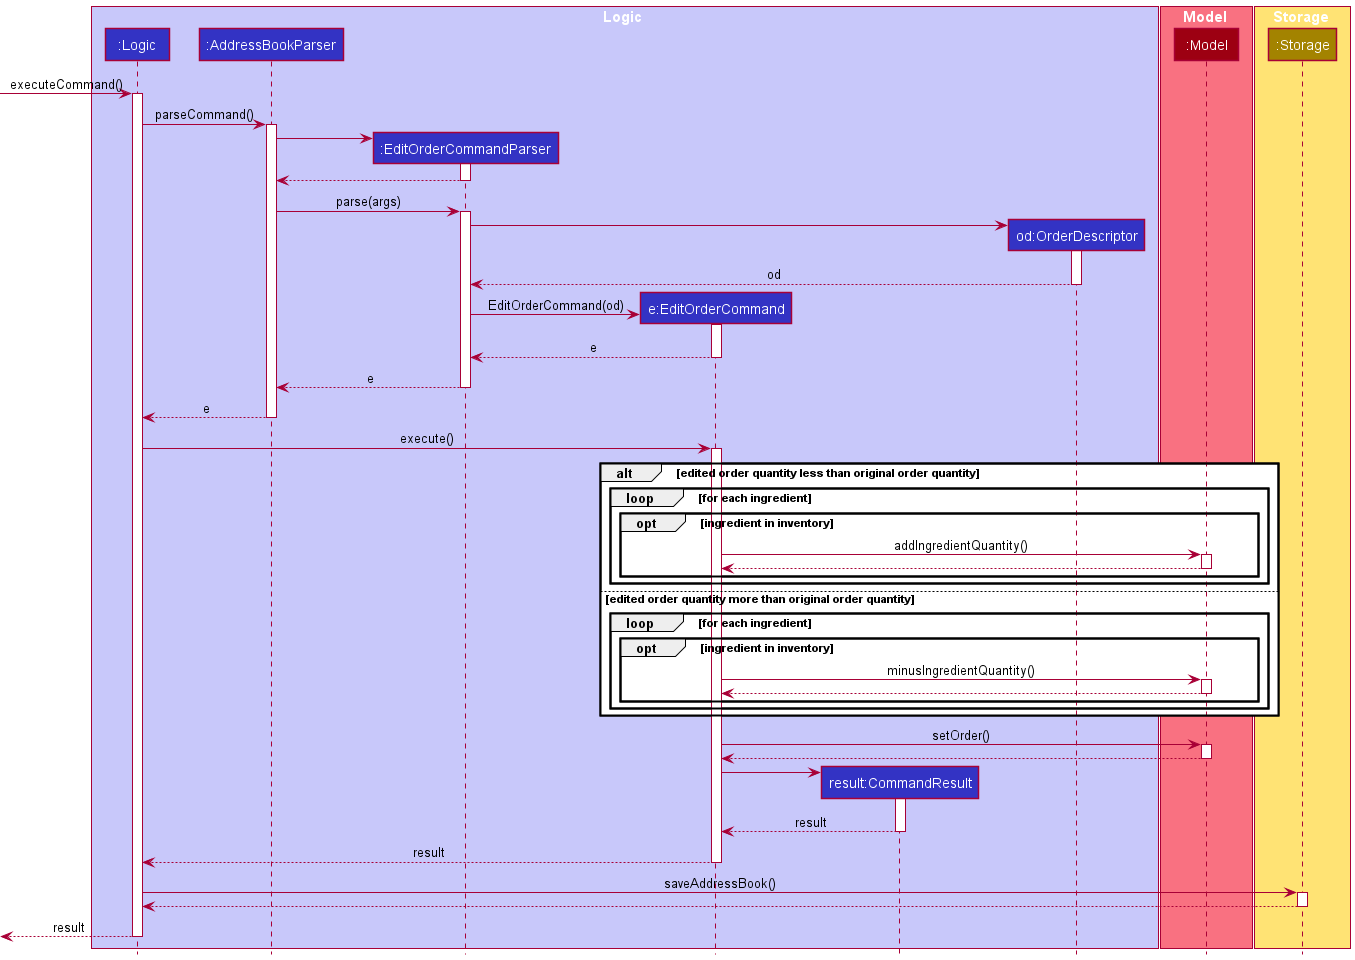 Logic
Model
Storage
:Logic
:AddressBookParser
:Model
:Storage
executeCommand()
parseCommand()
:EditOrderCommandParser
parse(args)
od:OrderDescriptor
od
EditOrderCommand(od)
e:EditOrderCommand
e
e
e
execute()
alt [edited order quantity less than original order quantity]
loop [for each ingredient]
opt [ingredient in inventory]
addIngredientQuantity()
[edited order quantity more than original order quantity]
loop [for each ingredient]
opt [ingredient in inventory]
minusIngredientQuantity()
setOrder()
result:CommandResult
result
result
saveAddressBook()
result